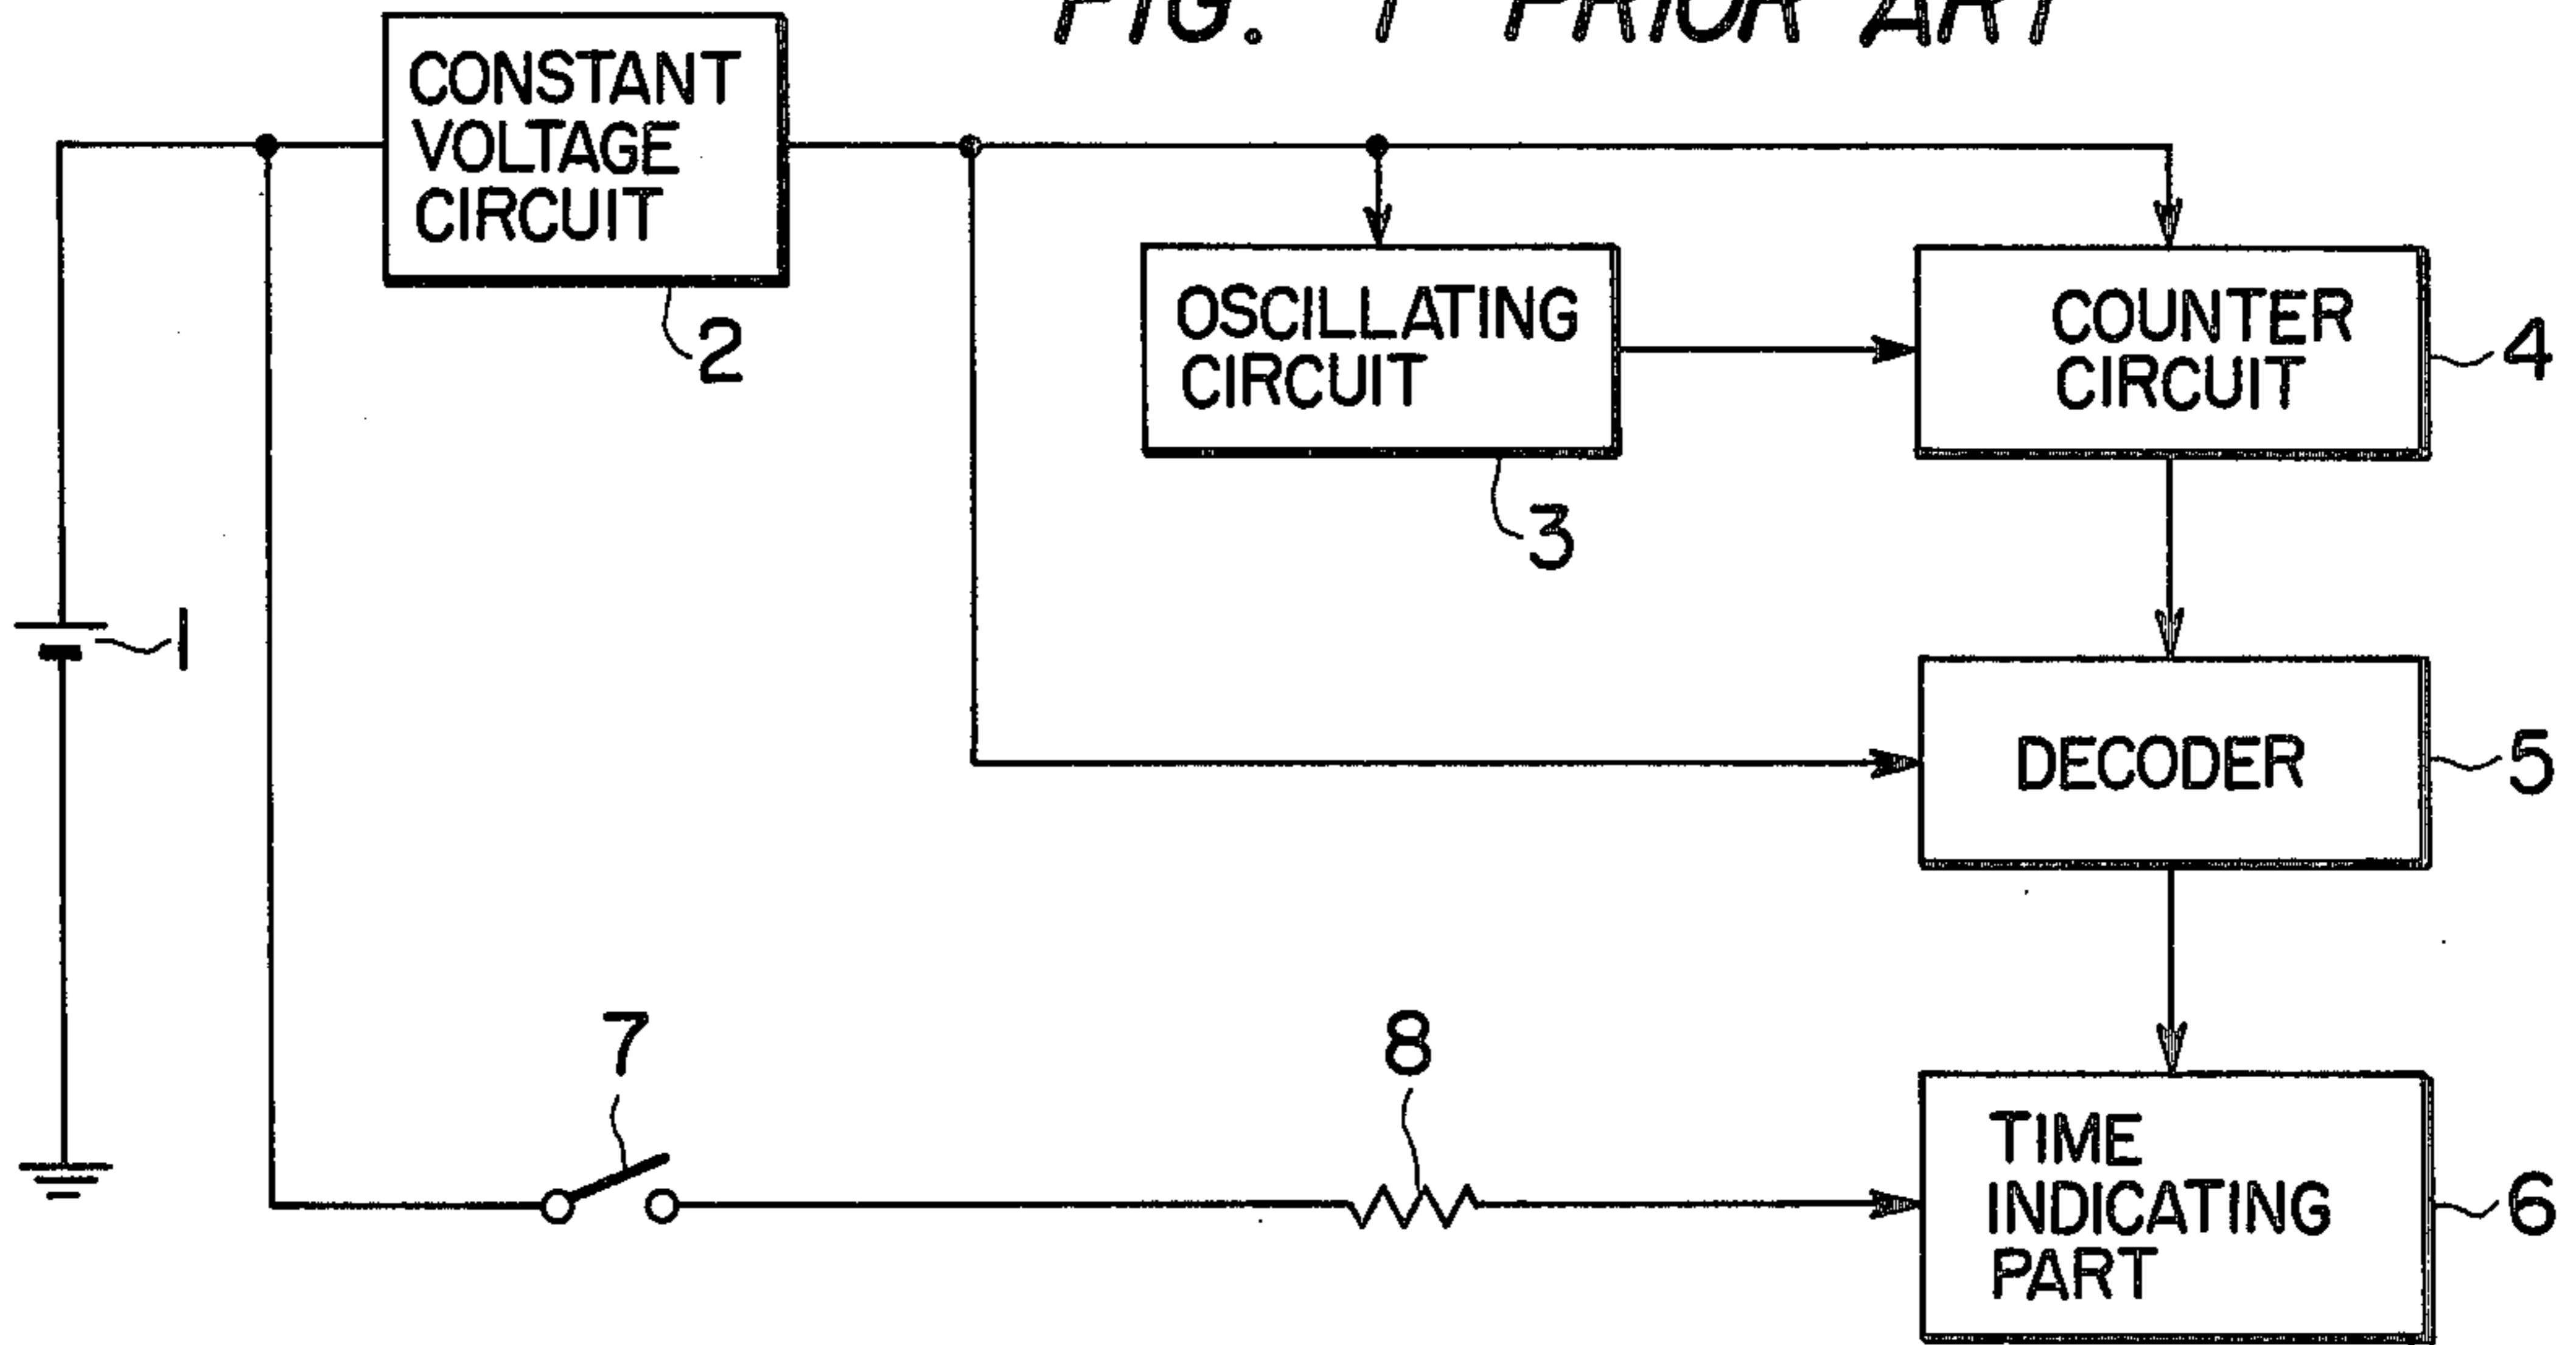 FIG. 1 PRIOR ART
CONSTANT
VOLTAGE
CIRCUIT
2
OSCILLATING
CIRCUIT
3
COUNTER
CIRCUIT
4
1
DECODER
5
7
8
TIME
INDICATING
PART
6